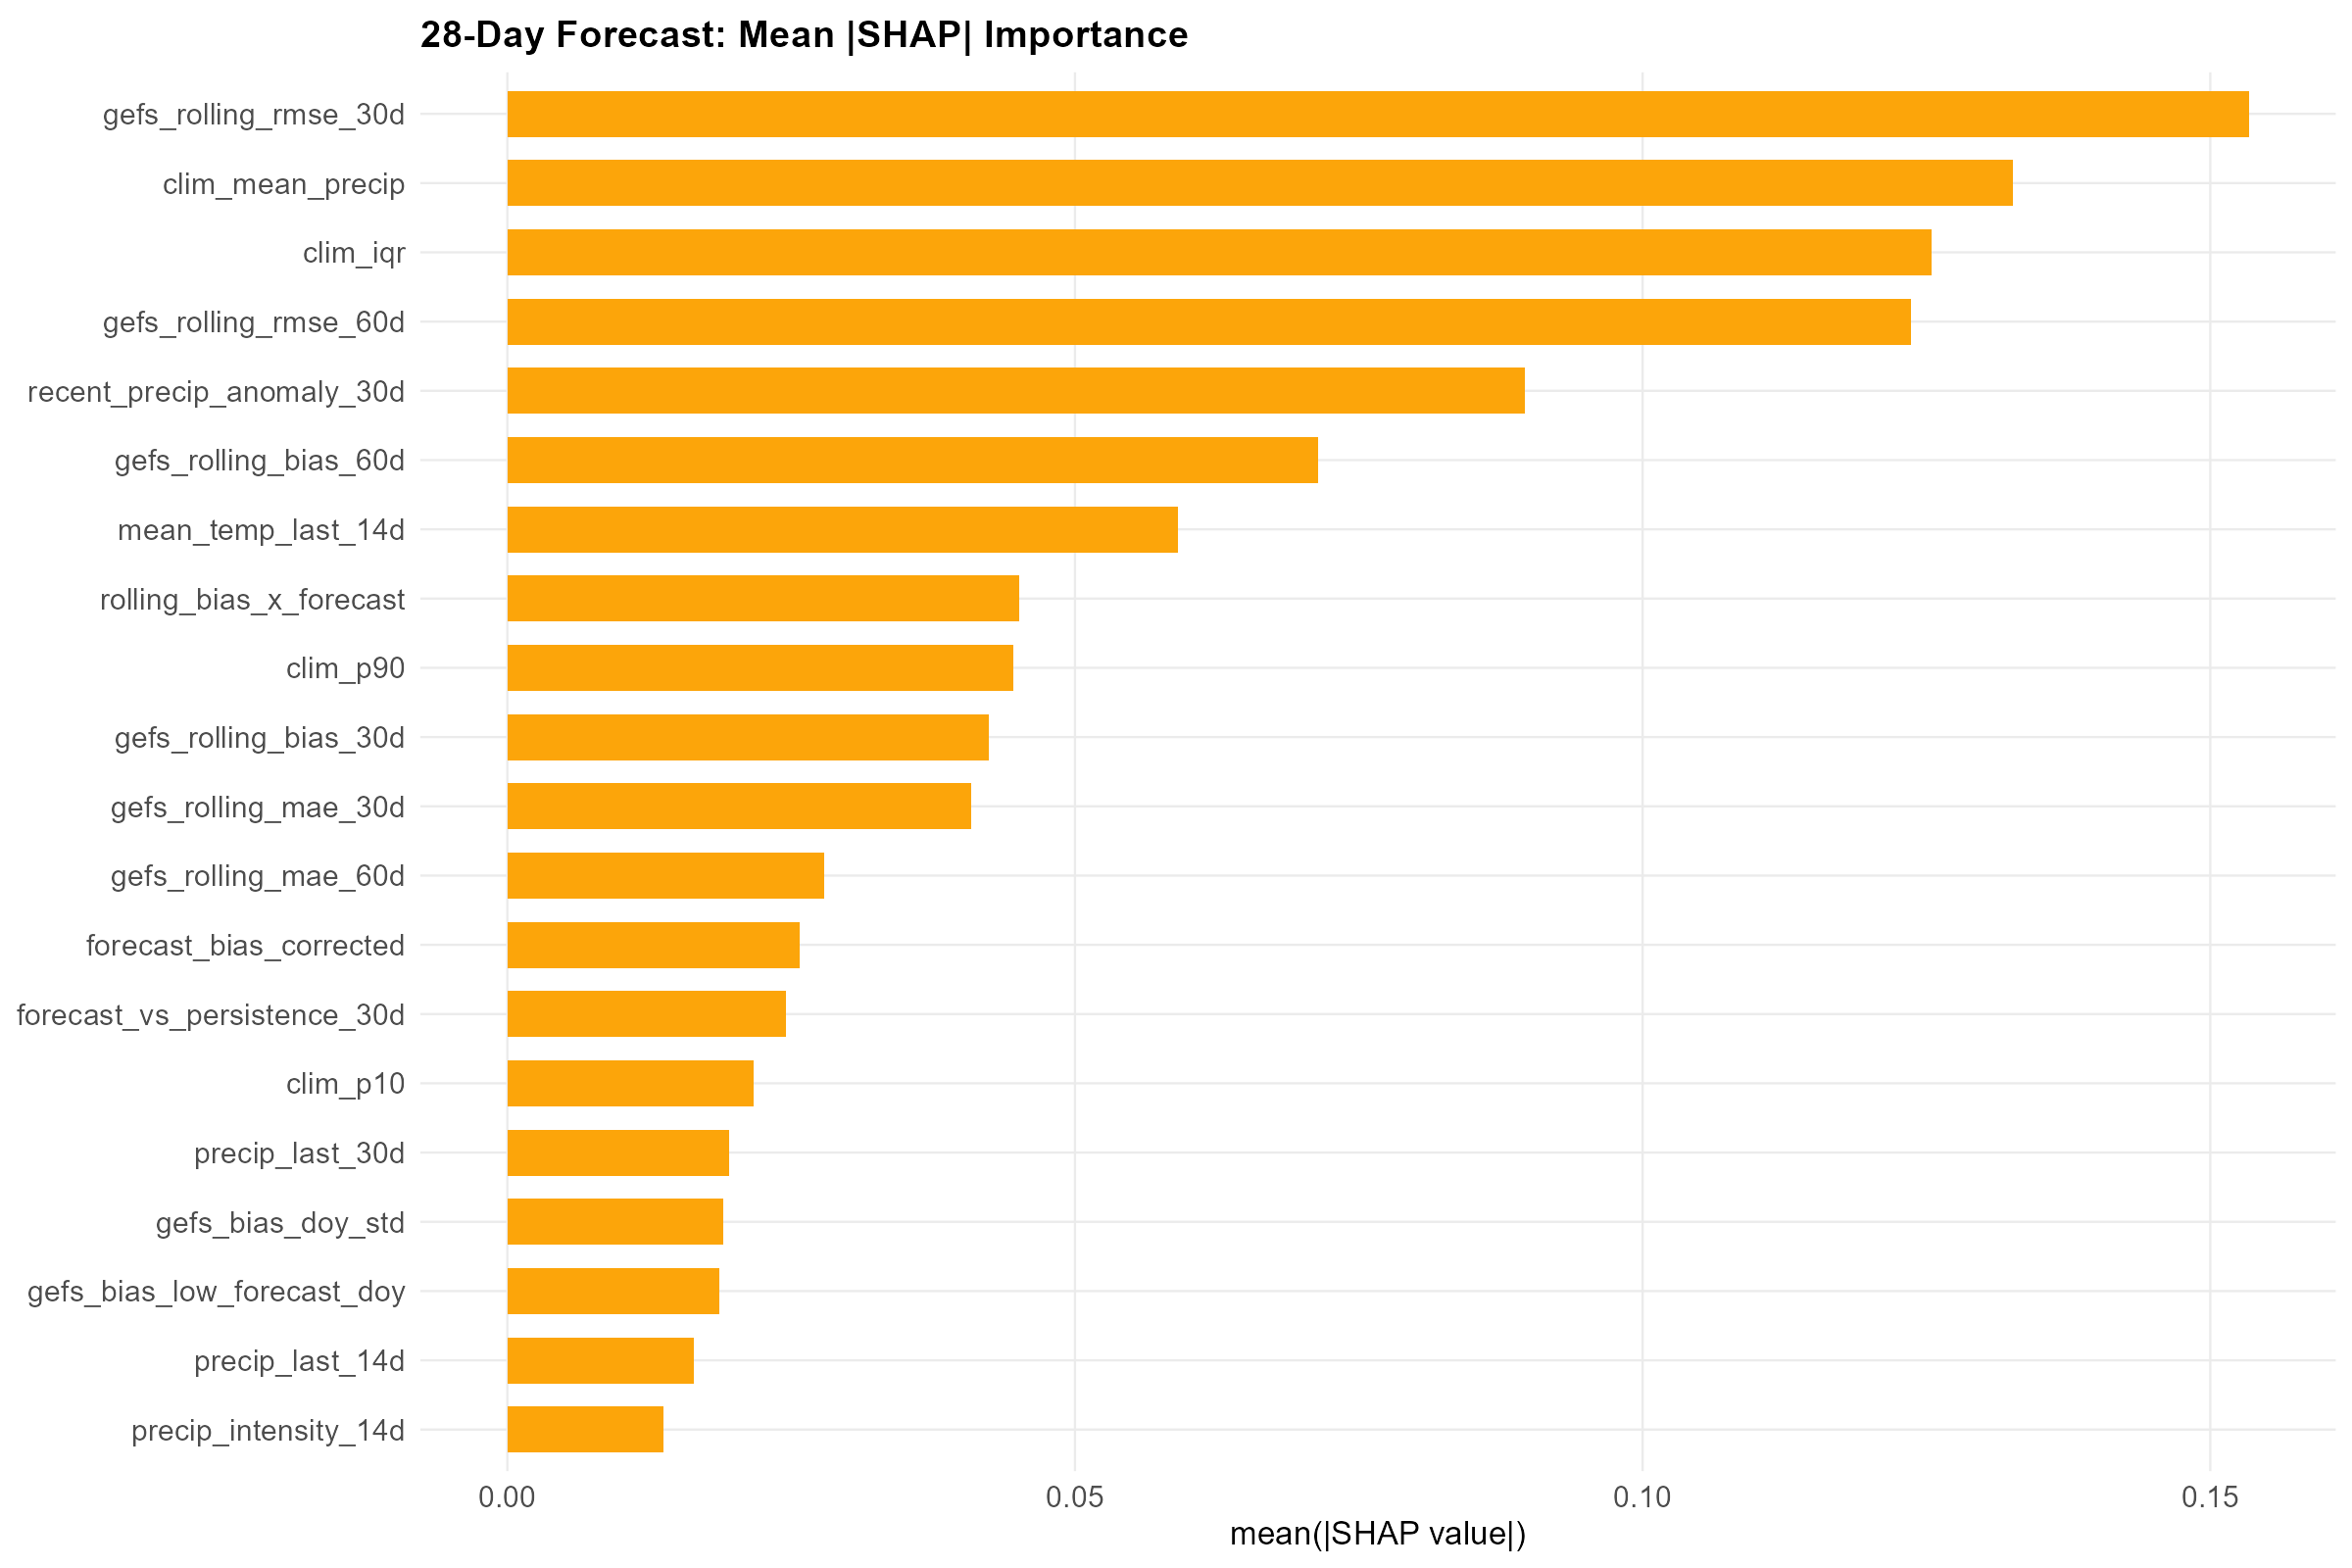 28-Day Forecast: Mean |SHAP| Importance
gefs_rolling_rmse_30d
clim_mean_precip
clim_iqr
gefs_rolling_rmse_60d
recent_precip_anomaly_30d
gefs_rolling_bias_60d
mean_temp_last_14d
rolling_bias_x_forecast
clim_p90
gefs_rolling_bias_30d
gefs_rolling_mae_30d
gefs_rolling_mae_60d
forecast_bias_corrected
forecast_vs_persistence_30d
clim_p10
precip_last_30d
gefs_bias_doy_std
gefs_bias_low_forecast_doy
precip_last_14d
precip_intensity_14d
0.00 0.05 0.10 0.15
mean(|SHAP value|)